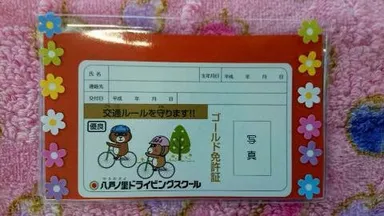 氏名 生年月日 平成 年 月 日
連絡先
交付日 平成 年 月 日
交通ルールを守ります!!
優良
ゴールド免許証
写真
八戸ノ里ドライビングスクール